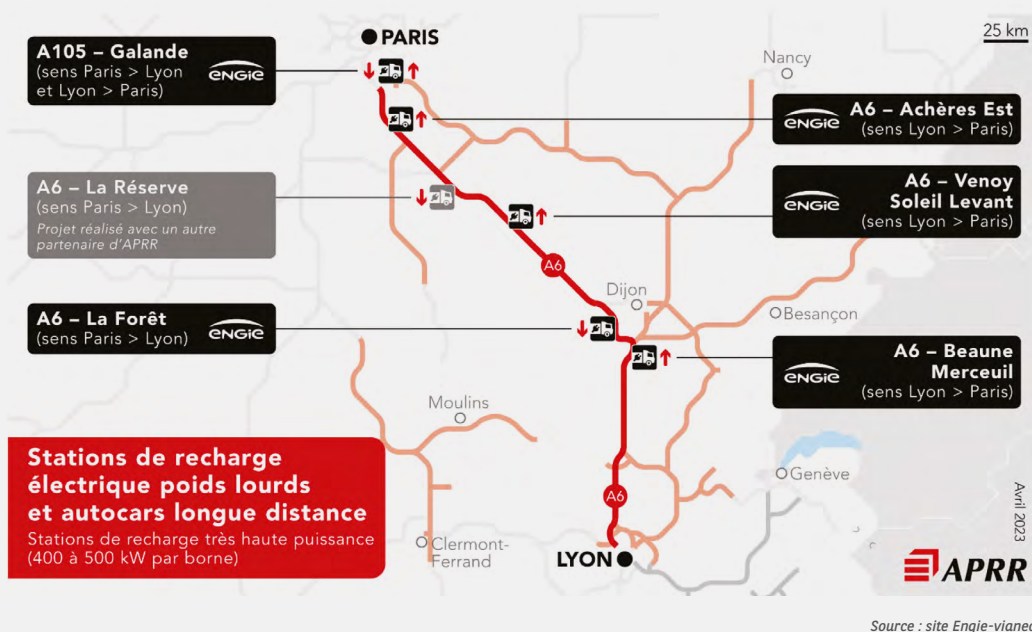 PARIS
25 km
A105 – Galande
(sens Paris > Lyon
et Lyon > Paris)
ENGIE
Nancy
ENGIE
A6 – Achères Est
(sens Lyon > Paris)
A6 – La Réserve
(sens Paris > Lyon)
Projet réalisé avec un autre
partenaire d'APRR
ENGIE
A6 – Venoy
Soleil Levant
(sens Lyon > Paris)
A6
Dijon
Besançon
A6 – La Forêt
(sens Paris > Lyon)
ENGIE
ENGIE
A6 – Beaune
Merceuil
(sens Lyon > Paris)
Moulins
Stations de recharge
électrique poids lourds
et autocars longue distance
Stations de recharge très haute puissance
(400 à 500 kW par borne)
Genève
A6
Clermont-
Ferrand
LYON
Avril 2023
APRR
Source : site Engie-vianeo